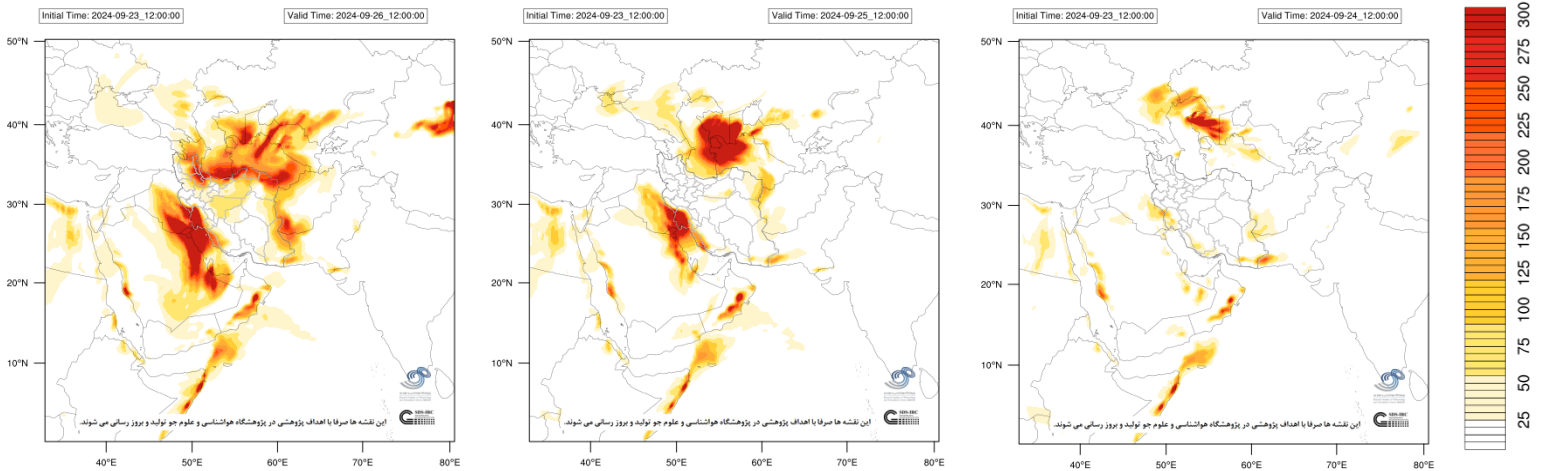 Initial Time: 2024-09-23_12:00:00
Valid Time: 2024-09-26_12:00:00
50°N
40°N
30°N
20°N
10°N
40°E
50°E
60°E
70°E
80°E
SDS-IRC
این نقشه ها صرفا با اهداف پژوهشی در پژوهشگاه هواشناسی و علوم جو تولید و بروز رسانی می شوند.
Initial Time: 2024-09-23_12:00:00
Valid Time: 2024-09-25_12:00:00
50°N
40°N
30°N
20°N
10°N
40°E
50°E
60°E
70°E
80°E
SDS-IRC
این نقشه ها صرفا با اهداف پژوهشی در پژوهشگاه هواشناسی و علوم جو تولید و بروز رسانی می شوند.
Initial Time: 2024-09-23_12:00:00
Valid Time: 2024-09-24_12:00:00
50°N
40°N
30°N
20°N
10°N
40°E
50°E
60°E
70°E
80°E
SDS-IRC
این نقشه ها صرفا با اهداف پژوهشی در پژوهشگاه هواشناسی و علوم جو تولید و بروز رسانی می شوند.
300
275
250
225
200
175
150
125
100
75
50
25